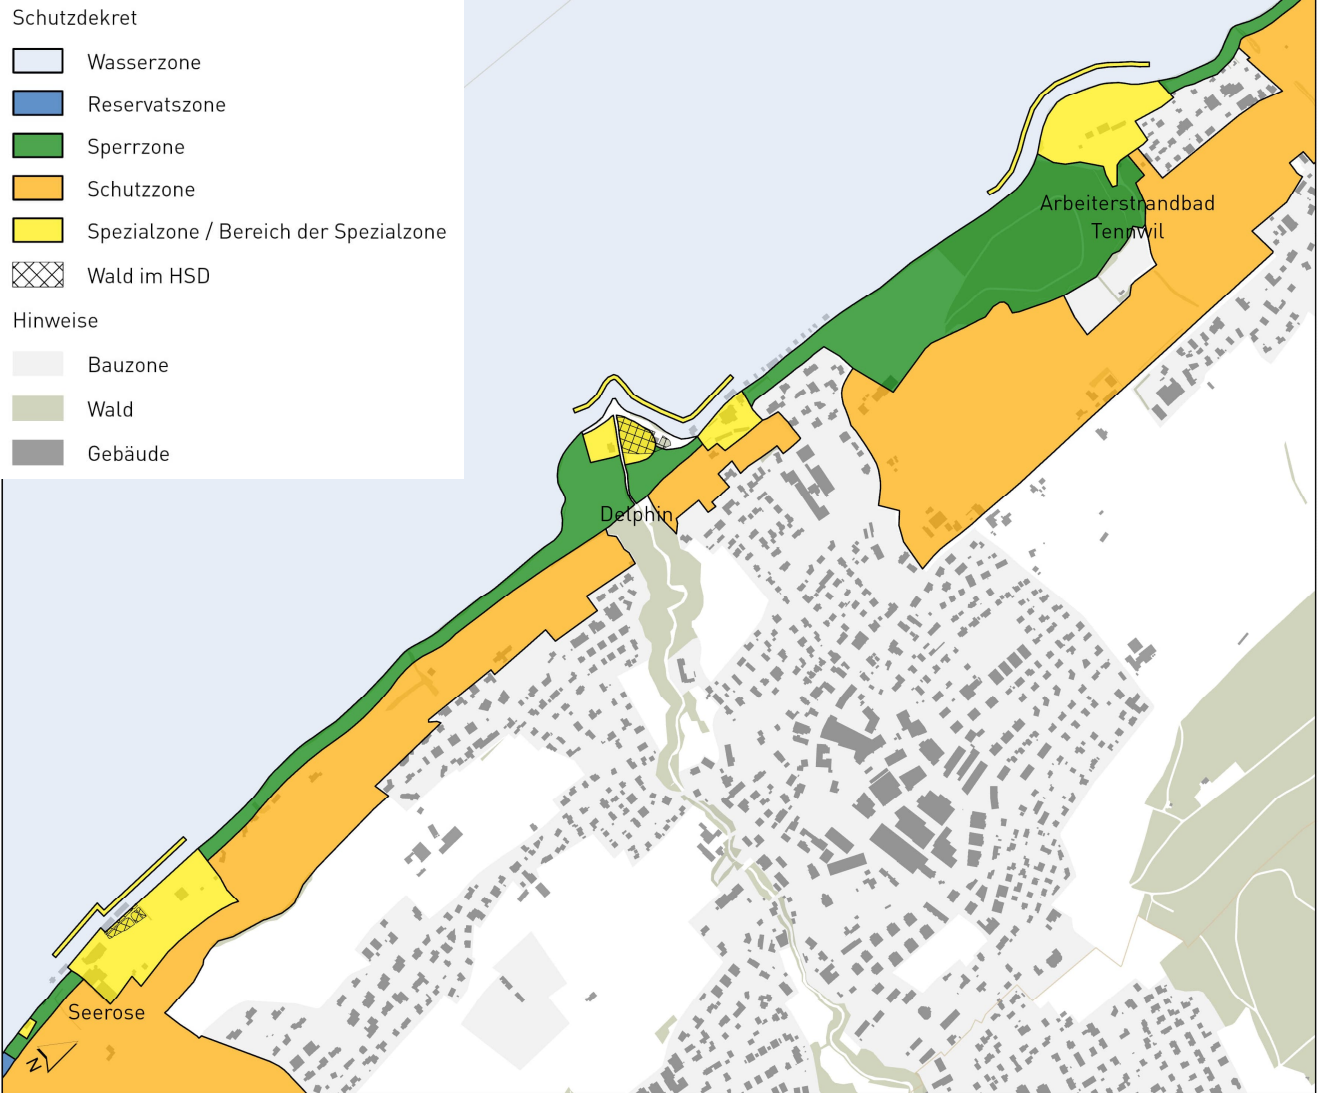 Schutzdekret
Wasserzone
Reservatszone
Sperrzone
Schutzzone
Spezialzone / Bereich der Spezialzone
Wald im HSD
Hinweise
Bauzone
Wald
Gebäude
Arbeiterstrandbad
Tennwil
Delphin
Seerose
N